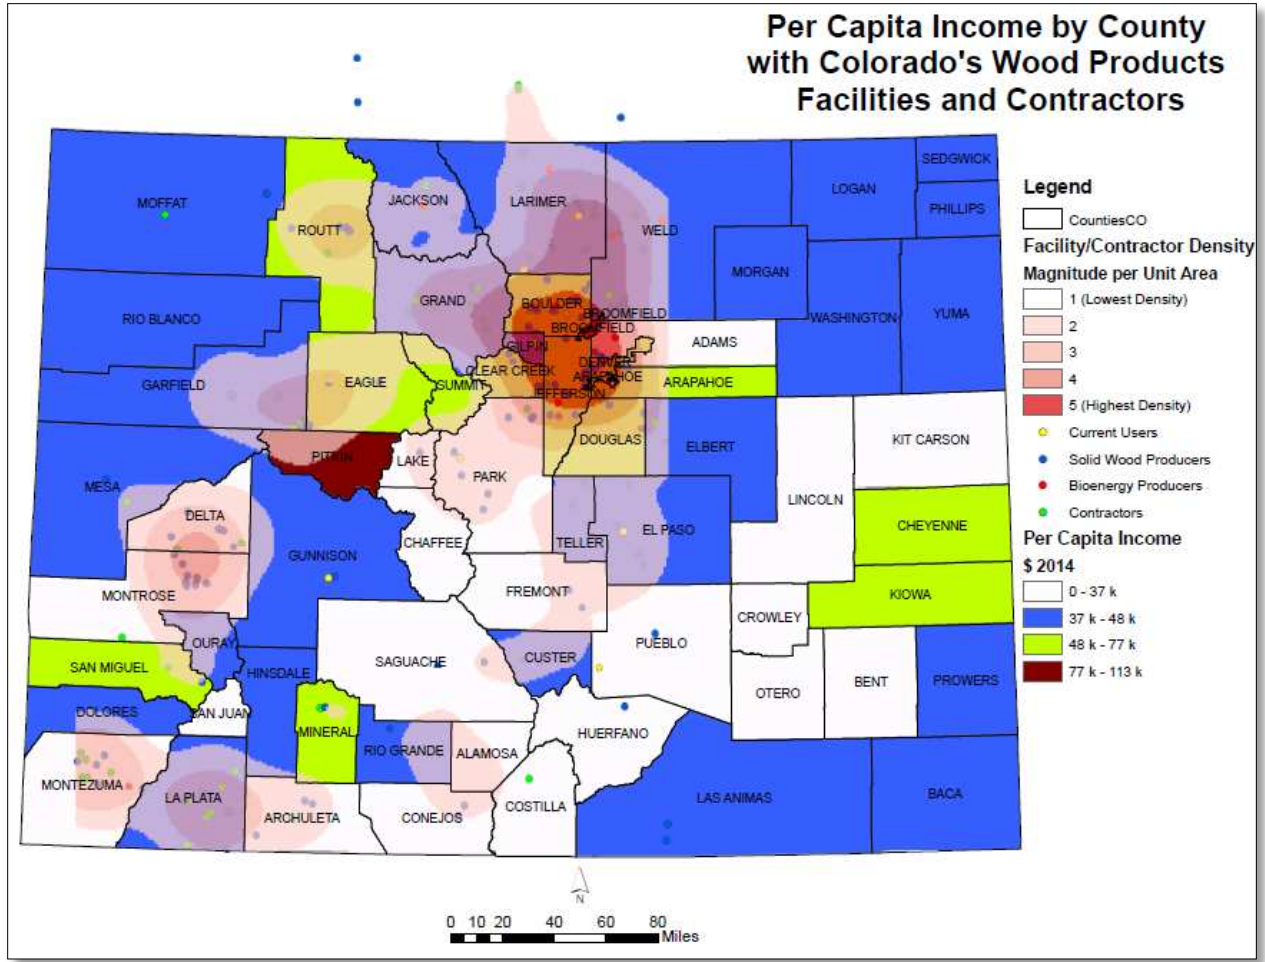 Per Capita Income by County
with Colorado's Wood Products
Facilities and Contractors
SEDGWICK
LOGAN
PHILLIPS
MOFFAT
JACKSON
LARIMER
ROUTT
WELD
MORGAN
GRAND
BOULDER
BROOMFIELD
BROOMFIELD
RIO BLANCO
WASHINGTON
YUMA
ADAMS
GILPIN
DENVER
CLEAR CREEK
ARAPAHOE
ARAPAHOE
GARFIELD
EAGLE
SUMMIT
JEFFERSON
DOUGLAS
ELBERT
KIT CARSON
PITKIN
LAKE
PARK
MESA
LINCOLN
DELTA
CHEYENNE
GUNNISON
CHAFFEE
TELLER
EL PASO
MONTROSE
FREMONT
KIOWA
CROWLEY
OURAY
SAN MIGUEL
HINSDALE
SAGUACHE
CUSTER
PUEBLO
OTERO
BENT
PROWERS
DOLORES
SAN JUAN
MINERAL
RIO GRANDE
ALAMOSA
HUERFANO
MONTEZUMA
LA PLATA
ARCHULETA
CONEJOS
COSTILLA
LAS ANIMAS
BACA
Legend
CountiesCO
Facility/Contractor Density
Magnitude per Unit Area
1 (Lowest Density)
2
3
4
5 (Highest Density)
Current Users
Solid Wood Producers
Bioenergy Producers
Contractors
Per Capita Income
$ 2014
0 - 37 k
37 k - 48 k
48 k - 77 k
77 k - 113 k
N
0 10 20 40 60 80
Miles